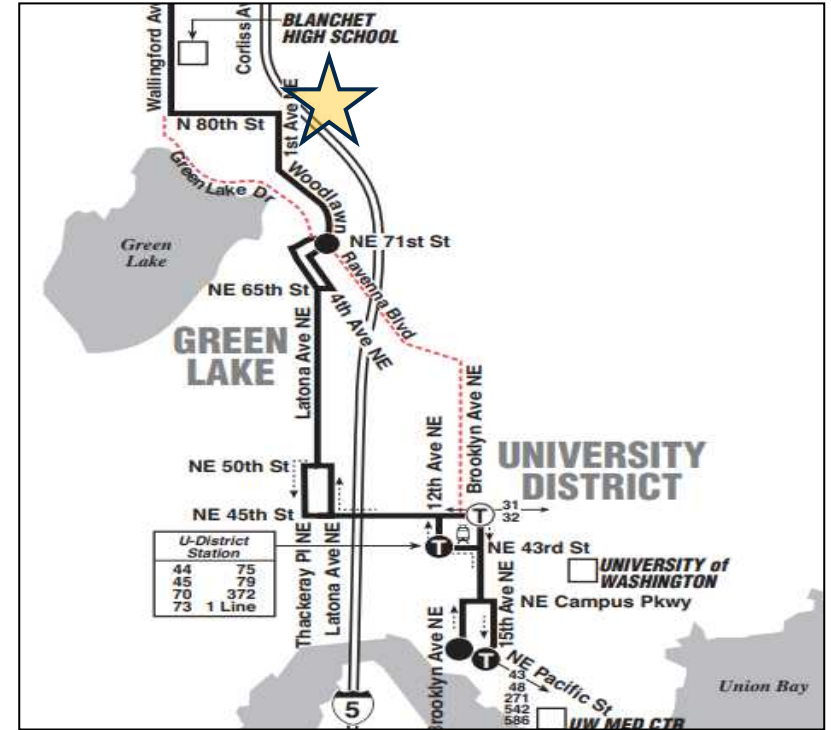 Wallingford Av
Corliss Av
BLANCHET
HIGH SCHOOL
N 80th St
1st Ave NE
Green Lake Dr
Woodlawn
Green
Lake
NE 71st St
Ravenna Blvd
NE 65th St
4th Ave NE
GREEN
LAKE
Latona Ave NE
12th Ave NE
Brooklyn Ave NE
UNIVERSITY
DISTRICT
NE 50th St
NE 45th St
T
31
32
U-District
Station
44 75
45 79
70 372
73 1 Line
Thackeray Pl NE
Latona Ave NE
T
NE 43rd St
UNIVERSITY of
WASHINGTON
NE Campus Pkwy
15th Ave NE
Brooklyn Ave NE
T
NE Pacific St
43
48
271
542
586
Union Bay
5
UW MED CTR